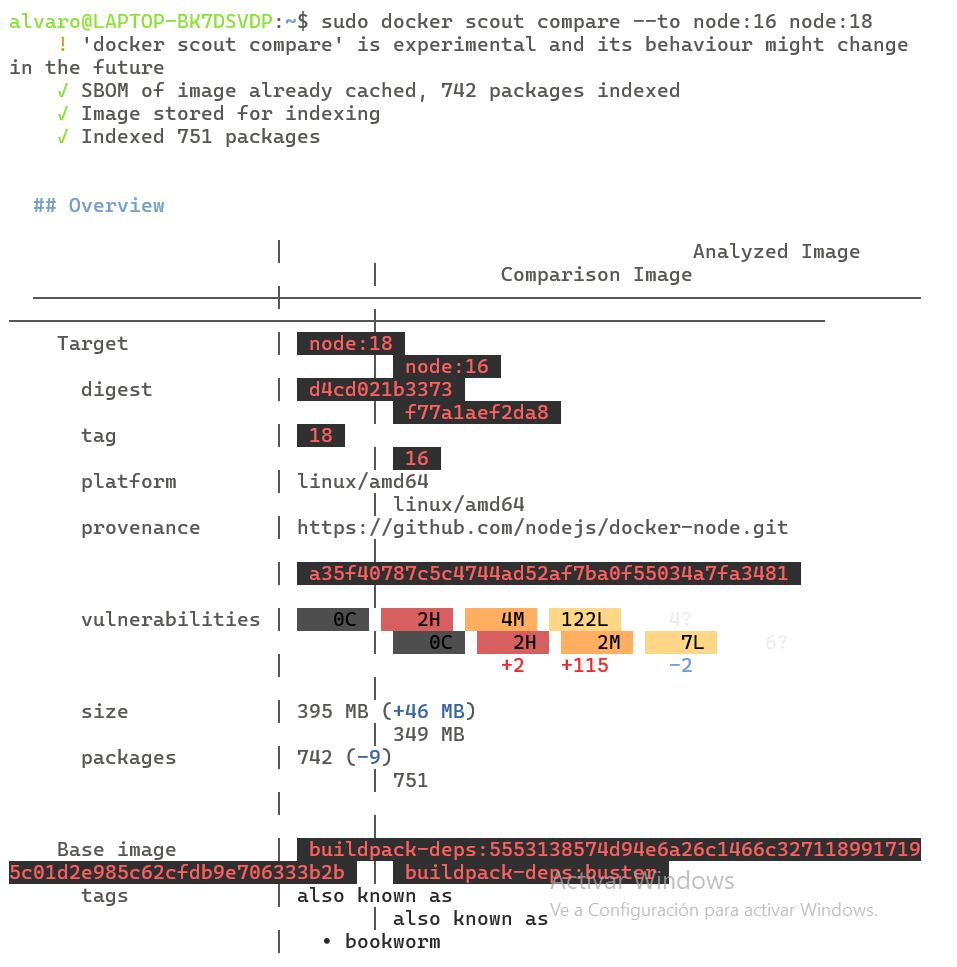 alvaro@LAPTOP-BK7DSVDP:~$ sudo docker scout compare --to node:16 node:18
! 'docker scout compare' is experimental and its behaviour might change
in the future
✓ SBOM of image already cached, 742 packages indexed
✓ Image stored for indexing
✓ Indexed 751 packages
## Overview
│ Analyzed Image
│ Comparison Image
Target │ node:18
│ node:16
digest │ d4cd021b3373
│ f77a1aef2da8
tag │ 18
│ 16
platform │ linux/amd64
│ linux/amd64
provenance │ https://github.com/nodejs/docker-node.git
│
│ a35f40787c5c4744ad52af7ba0f55034a7fa3481
│
vulnerabilities │ 0C 2H 4M 122L 4?
│ 0C 2H 2M 7L 6?
│ +2 +115 -2
│
size │ 395 MB (+46 MB)
│ 349 MB
packages │ 742 (-9)
│ 751
│
│
Base image │ buildpack-deps:5553138574d94e6a26c1466c327118991719
5c01d2e985c62cfdb9e706333b2b │ buildpack-deps:buster
Activar Windows
tags │ also known as
Ve a Configuración para activar Windows.
│ also known as
│ • bookworm